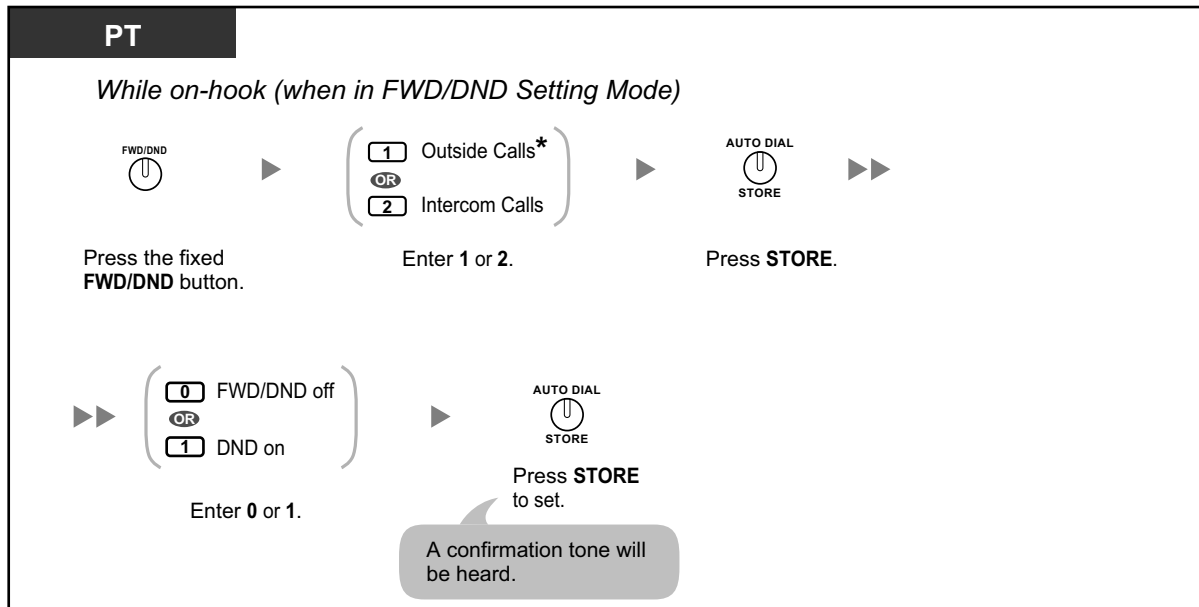 PT
While on-hook (when in FWD/DND Setting Mode)
FWD/DND
1 Outside Calls*
OR
2 Intercom Calls
AUTO DIAL
STORE
Press the fixed
FWD/DND button.
Enter 1 or 2.
Press STORE.
0 FWD/DND off
OR
1 DND on
AUTO DIAL
STORE
Enter 0 or 1.
Press STORE
to set.
A confirmation tone will
be heard.